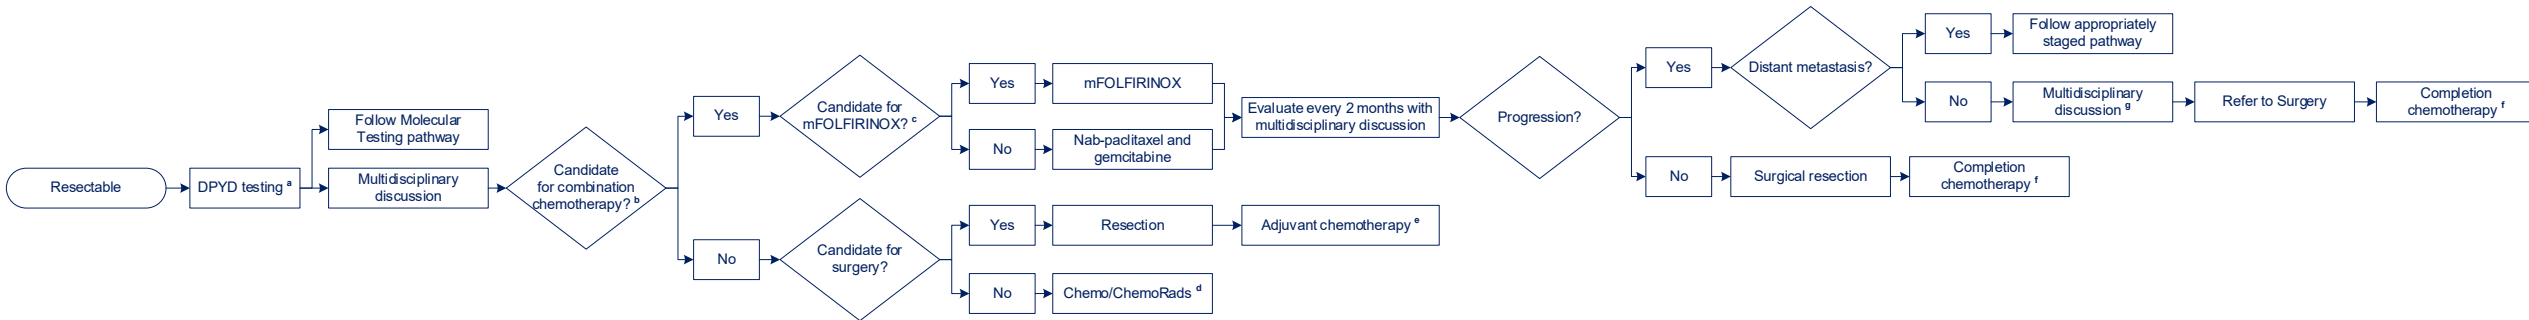 Resectable
DPYD testing a
Follow Molecular
Testing pathway
Multidisciplinary
discussion
Candidate
for combination
chemotherapy? b
Yes
Candidate for
mFOLFIRINOX? c
Yes
mFOLFIRINOX
No
Nab-paclitaxel and
gemcitabine
Evaluate every 2 months with
multidisciplinary discussion
Progression?
Yes
Distant metastasis?
Yes
Follow appropriately
staged pathway
No
Multidisciplinary
discussion g
Refer to Surgery
Completion
chemotherapy f
No
Surgical resection
Completion
chemotherapy f
No
Candidate for
surgery?
Yes
Resection
Adjuvant chemotherapy e
No
Chemo/ChemoRads d